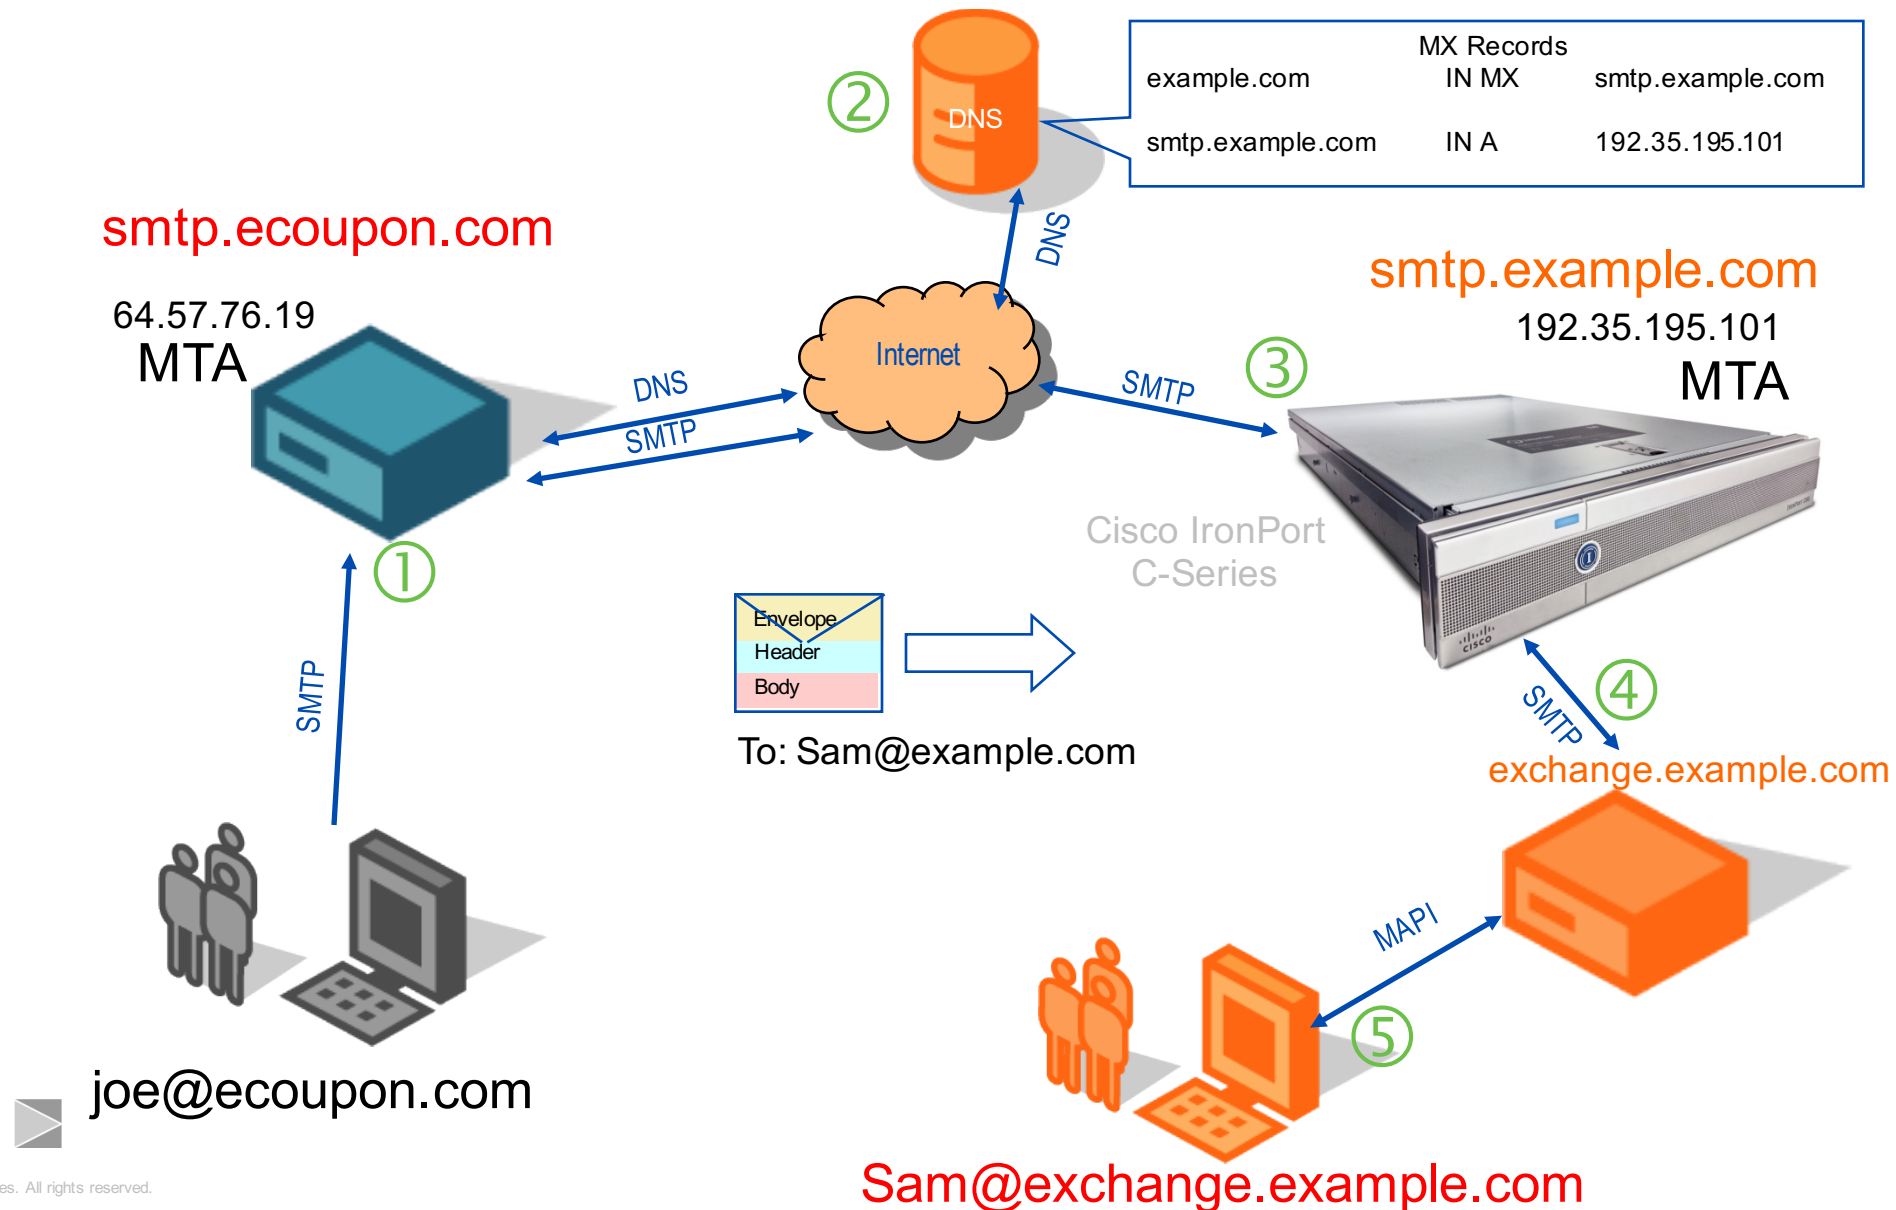 MX Records
example.com IN MX smtp.example.com
smtp.example.com IN A 192.35.195.101
②
DNS
DNS
smtp.ecoupon.com
64.57.76.19
MTA
Internet
DNS
SMTP
SMTP
③
smtp.example.com
192.35.195.101
MTA
Cisco IronPort
C-Series
CISCO
①
SMTP
Envelope
Header
Body
To: Sam@example.com
④
SMTP
exchange.example.com
MAPI
⑤
joe@ecoupon.com
Sam@exchange.example.com
es. All rights reserved.